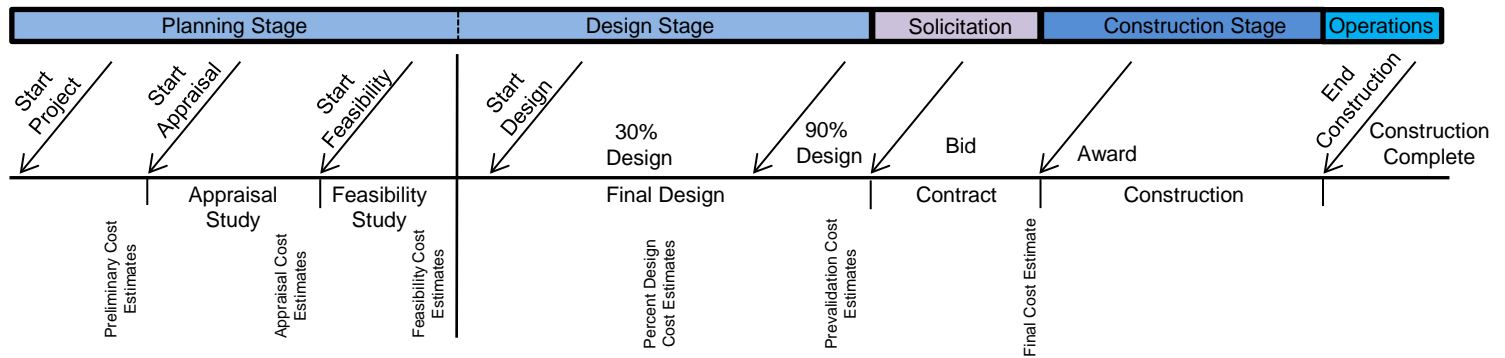 Planning Stage
Design Stage
Solicitation
Construction Stage
Operations
Start
Project
Start
Appraisal
Start
Feasibility
Start
Design
30%
Design
90%
Design
Bid
Award
End
Construction
Construction
Complete
Appraisal
Study
Feasibility
Study
Final Design
Contract
Construction
Preliminary Cost
Estimates
Appraisal Cost
Estimates
Feasibility Cost
Estimates
Percent Design
Cost Estimates
Prevalidation Cost
Estimates
Final Cost Estimate